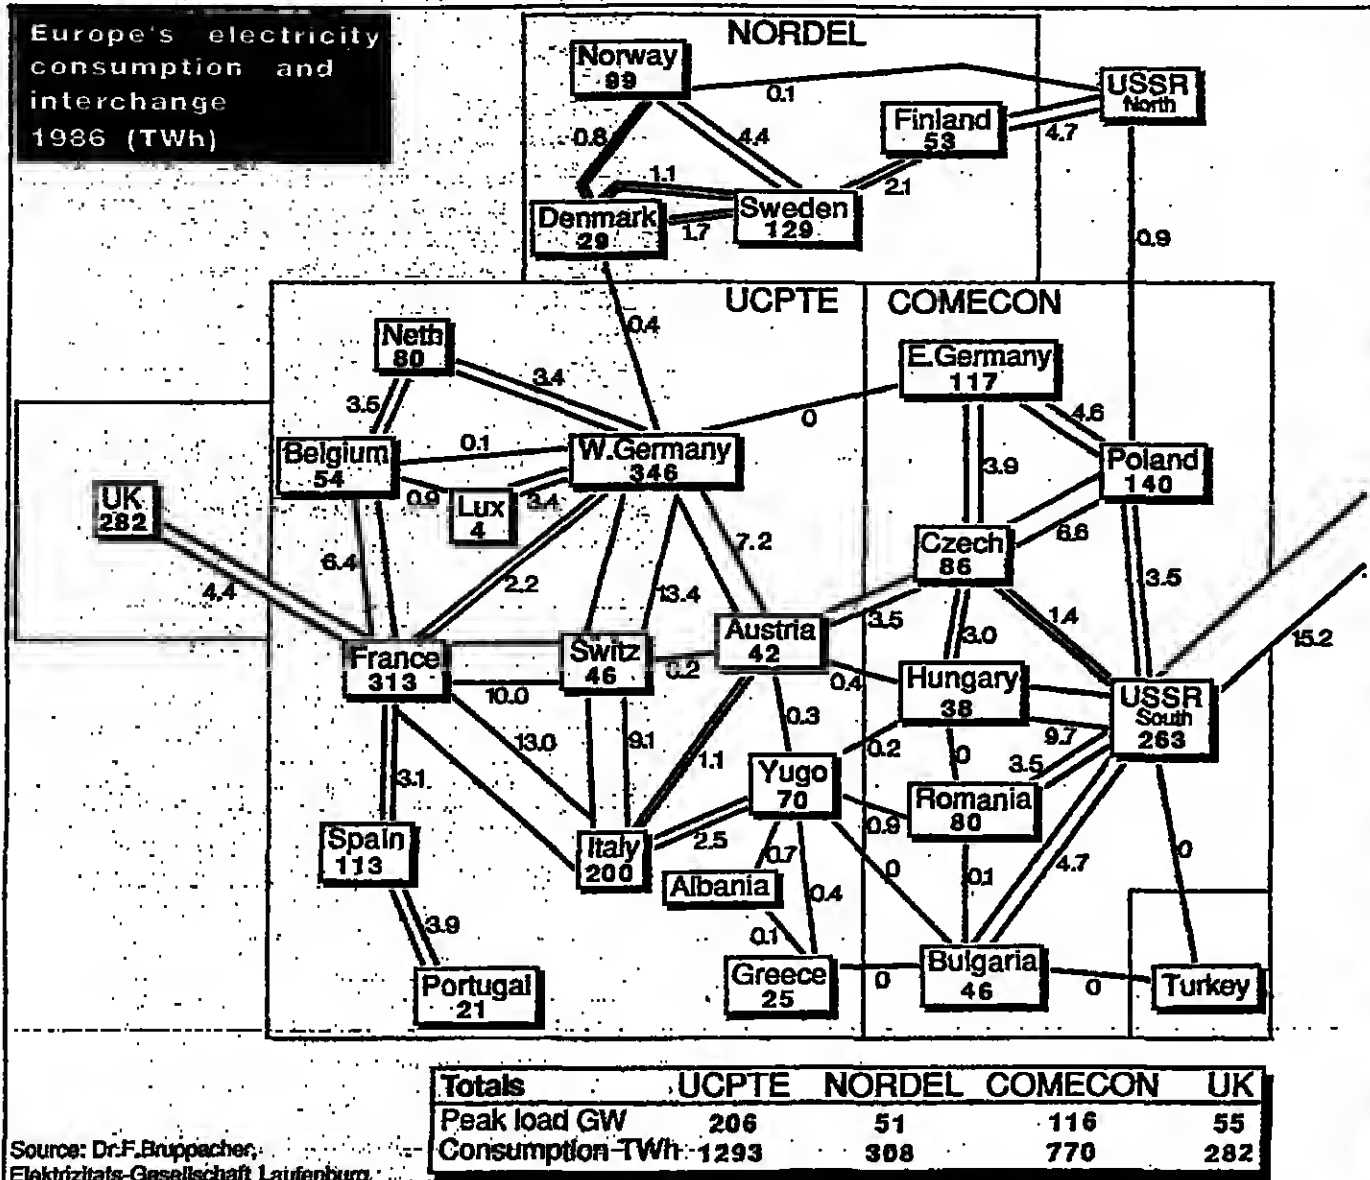 Europe's electricity
consumption and
interchange
1986 (TWh)
NORDEL
Norway
99
0.1
USSR
North
Finland
53
4.7
0.8
4.4
1.1
2.1
Denmark
29
1.7
Sweden
129
0.9
UCPTE
COMECON
0.4
Neth
80
3.4
E.Germany
117
3.5
0
4.6
Belgium
54
0.1
W.Germany
346
3.9
Poland
140
UK
282
0.9
Lux
4
3.4
7.2
Czech
86
6.6
4.4
6.4
2.2
13.4
3.5
3.0
1.4
3.5
15.2
France
313
10.0
Switz
46
0.2
Austria
42
0.4
Hungary
38
USSR
South
263
9.7
13.0
9.1
0.3
0.2
0
3.5
3.1
1.1
Yugo
70
Romania
80
0.9
Spain
113
Italy
200
2.5
0.7
0
0.1
4.7
0
Albania
0.4
3.9
0.1
Portugal
21
Greece
25
0
Bulgaria
46
0
Turkey
Totals UCPTE NORDEL COMECON UK
Peak load GW 206 51 116 55
Consumption TWh 1293 308 770 282
Source: Dr.F.Bruppacher,
Elektrizitats-Gesellschaft Laufenburg.